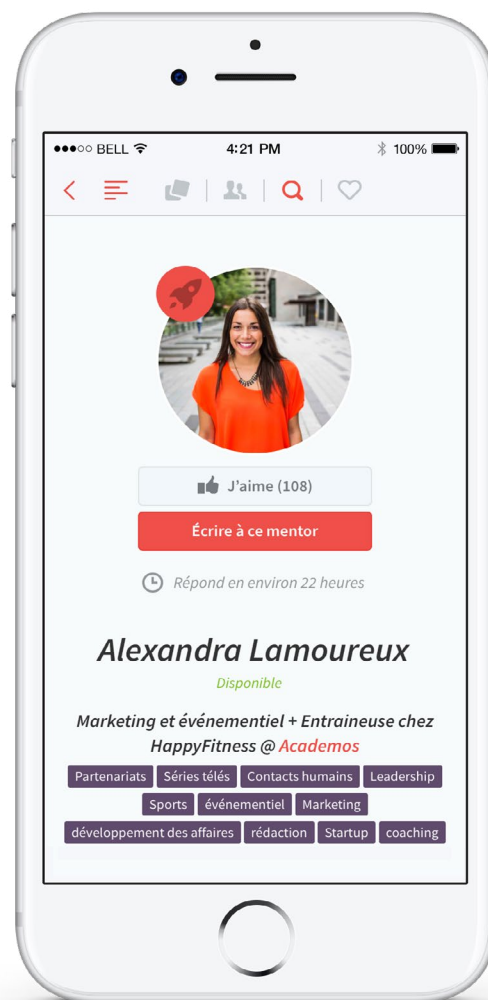 BELL 4:21 PM 100%
J'aime (108)
Écrire à ce mentor
Répond en environ 22 heures
Alexandra Lamoureux
Disponible
Marketing et événementiel + Entraineuse chez
HappyFitness @ Academos
Partenariats Séries télés Contacts humains Leadership
Sports événementiel Marketing
développement des affaires rédaction Startup coaching